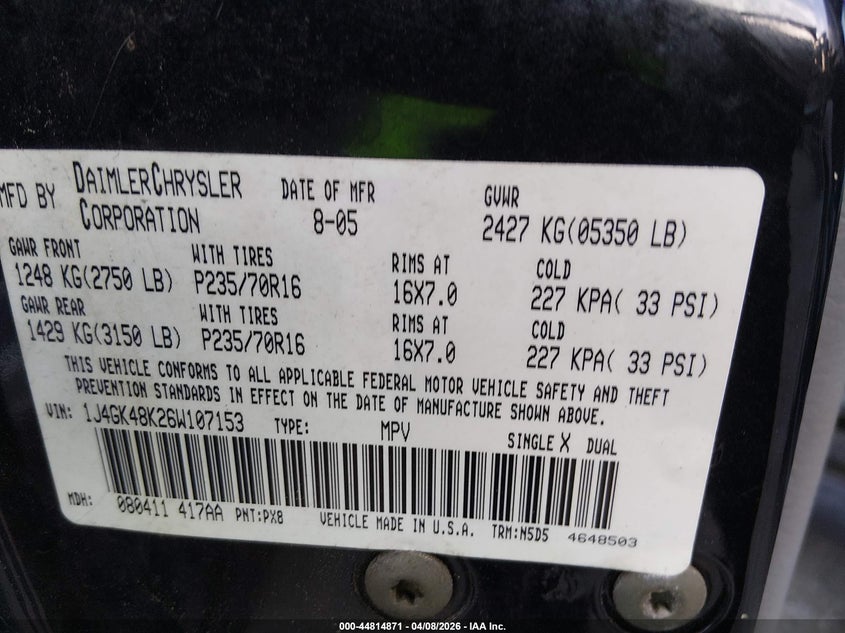 MFD BY DAIMLERCHRYSLER CORPORATION DATE OF MFR 8-05 GVWR 2427 KG(05350 LB)
GAWR FRONT WITH TIRES RIMS AT COLD
1248 KG(2750 LB) P235/70R16 16X7.0 227 KPA( 33 PSI)
GAWR REAR WITH TIRES RIMS AT COLD
1429 KG(3150 LB) P235/70R16 16X7.0 227 KPA( 33 PSI)
THIS VEHICLE CONFORMS TO ALL APPLICABLE FEDERAL MOTOR VEHICLE SAFETY AND THEFT
PREVENTION STANDARDS IN EFFECT ON THE DATE OF MANUFACTURE SHOWN ABOVE.
VIN: 1J4GK48K26W107153 TYPE: MPV SINGLE X DUAL
MDH: 080411 417AA PNT:PX8 VEHICLE MADE IN U.S.A. TRM:N5D5 4648503
000-44814871 - 04/08/2026 - IAA Inc.